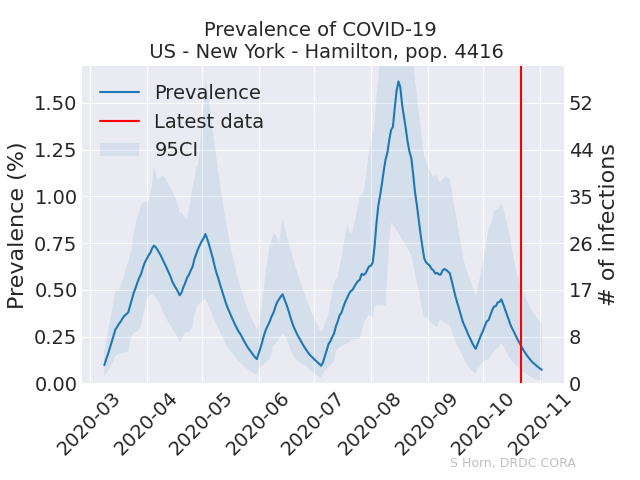 Prevalence of COVID-19
US - New York - Hamilton, pop. 4416
Prevalence
Latest data
95CI
Prevalence (%)
1.50
1.25
1.00
0.75
0.50
0.25
0.00
52
44
35
26
17
8
0
# of infections
2020-03
2020-04
2020-05
2020-06
2020-07
2020-08
2020-09
2020-10
2020-11
S Horn, DRDC CORA